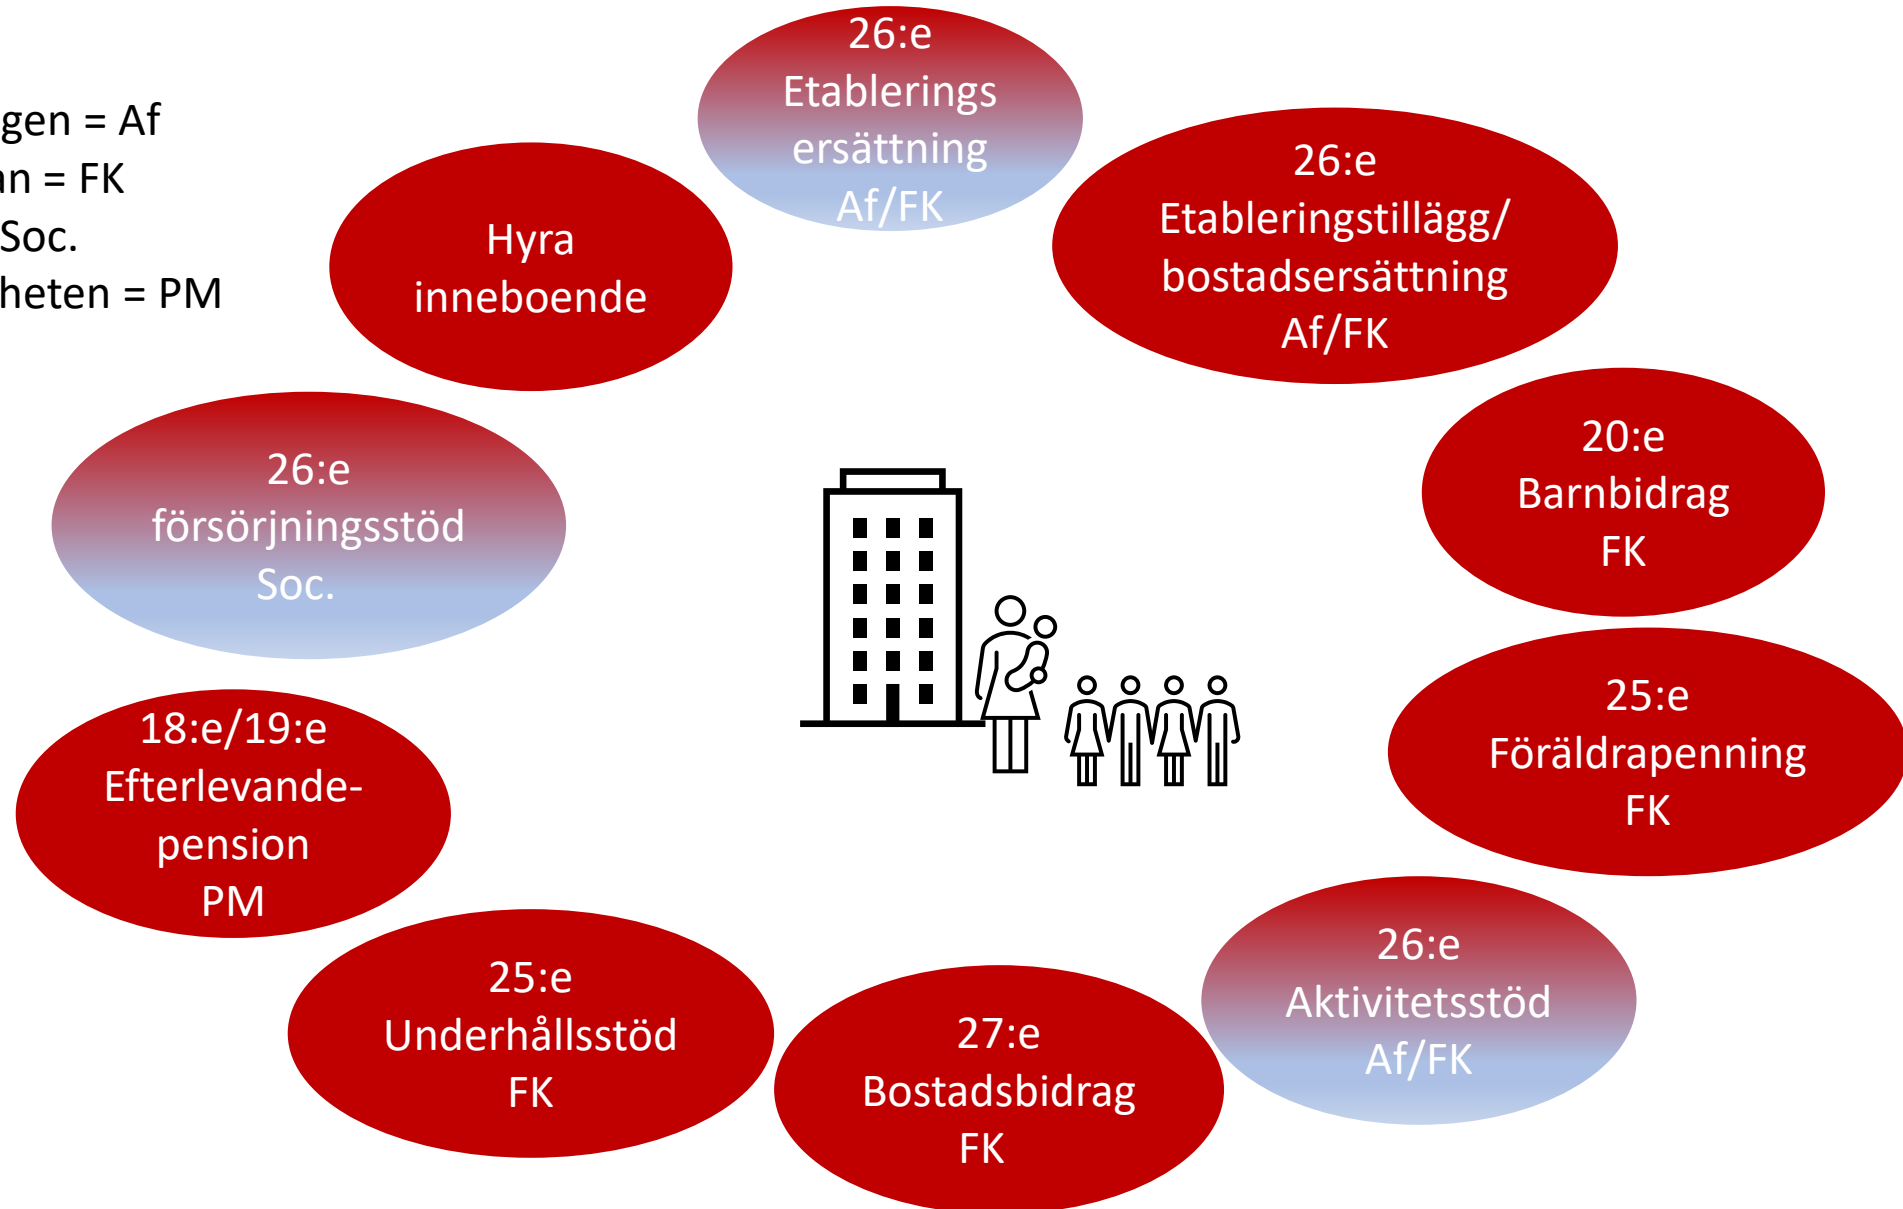 gen = Af
an = FK
Soc.
heten = PM
26:e
Etablerings
ersättning
Af/FK
26:e
Etableringstillägg/
bostadsersättning
Af/FK
20:e
Barnbidrag
FK
25:e
Föräldrapenning
FK
26:e
Aktivitetsstöd
Af/FK
27:e
Bostadsbidrag
FK
25:e
Underhållsstöd
FK
18:e/19:e
Efterlevande-
pension
PM
26:e
försörjningsstöd
Soc.
Hyra
inneboende